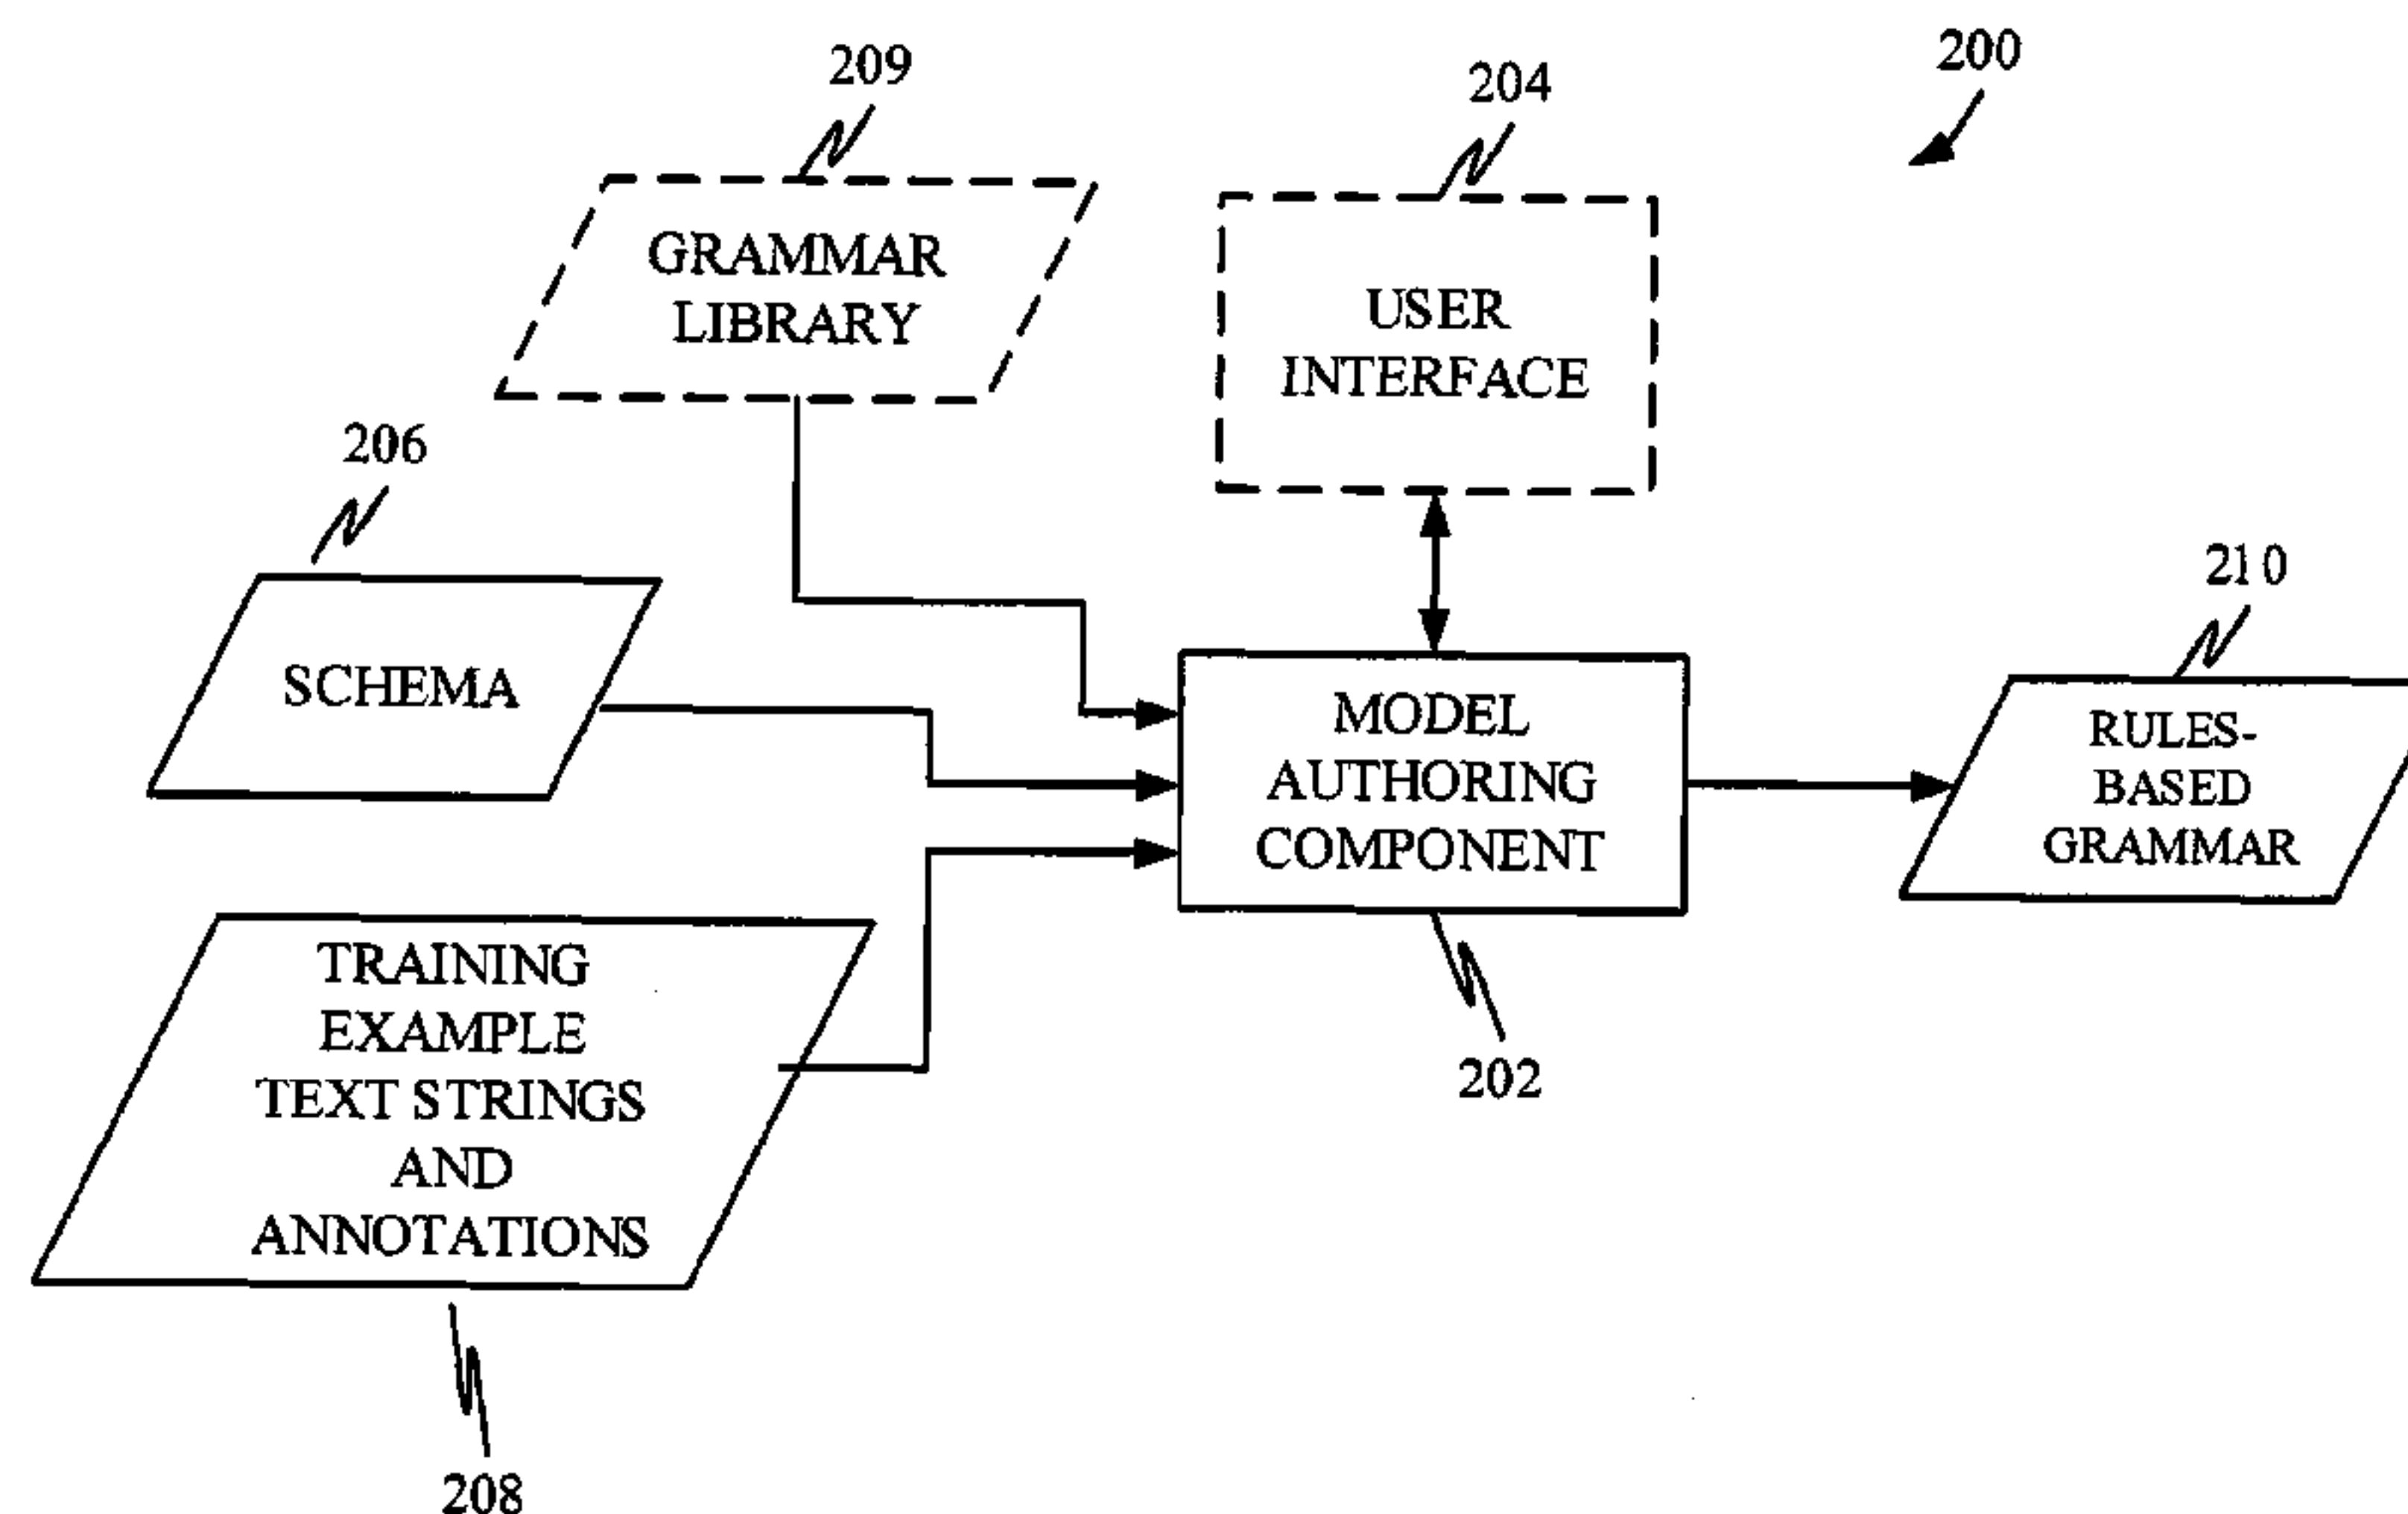 209
204
200
GRAMMAR
LIBRARY
USER
INTERFACE
206
SCHEMA
210
MODEL
AUTHORING
COMPONENT
RULES-
BASED
GRAMMAR
TRAINING
EXAMPLE
TEXT STRINGS
AND
ANNOTATIONS
202
208